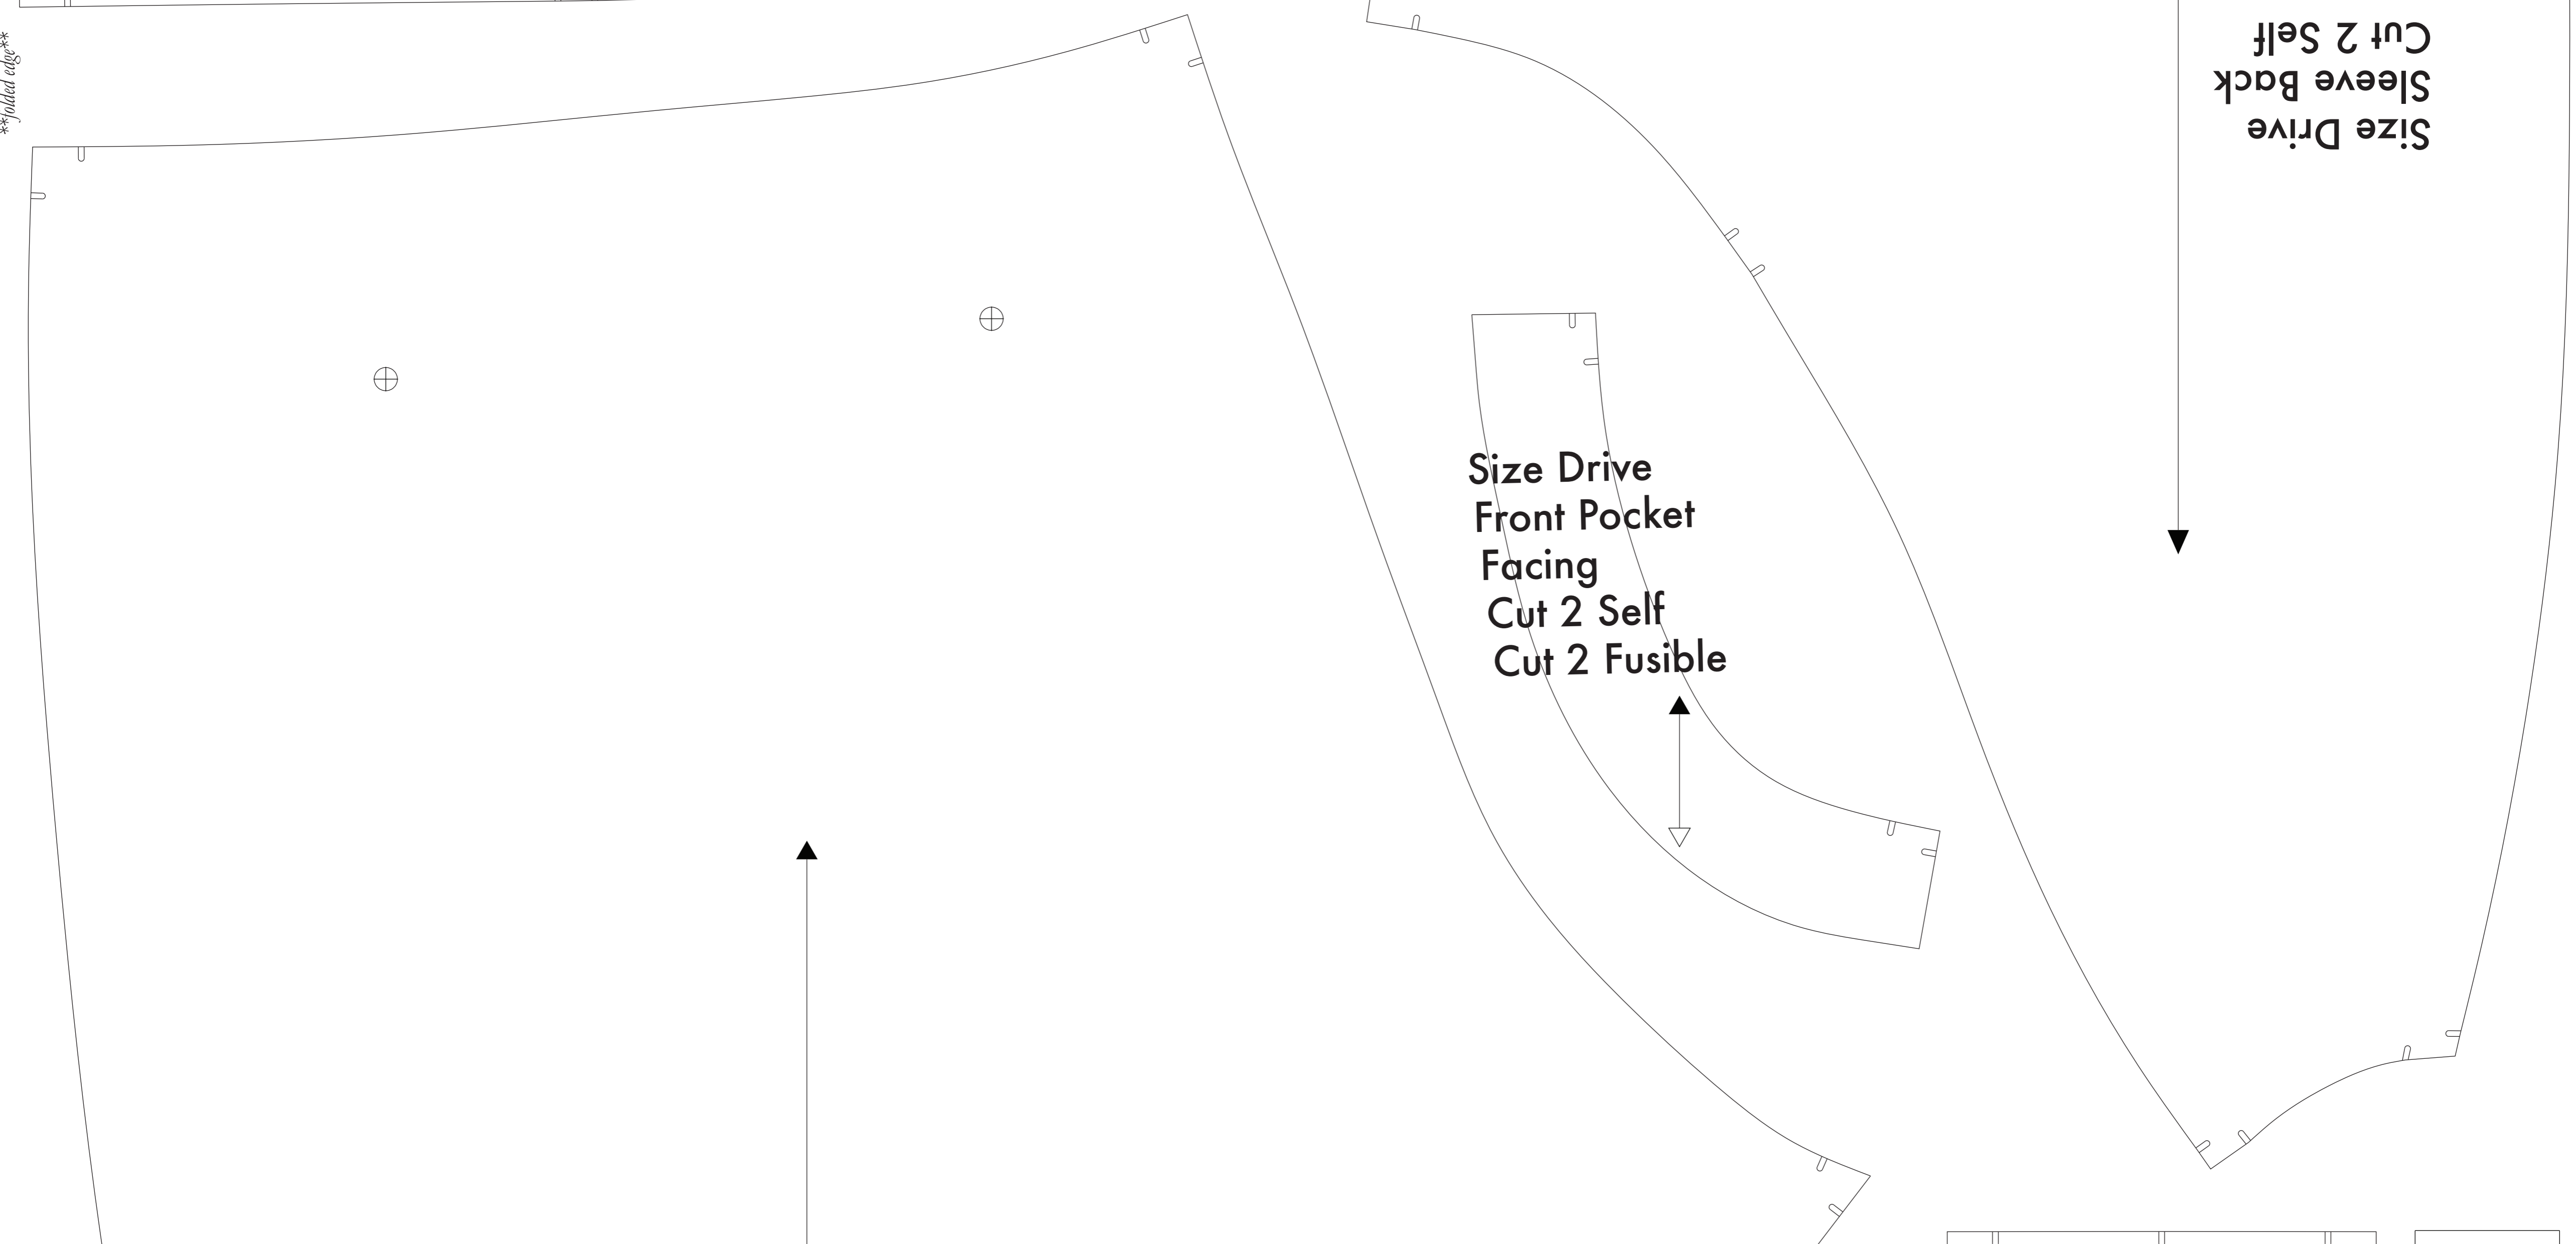 **folded edge**
Size Drive
Sleeve Back
Cut 2 Self
Size Drive
Front Pocket
Facing
Cut 2 Self
Cut 2 Fusible